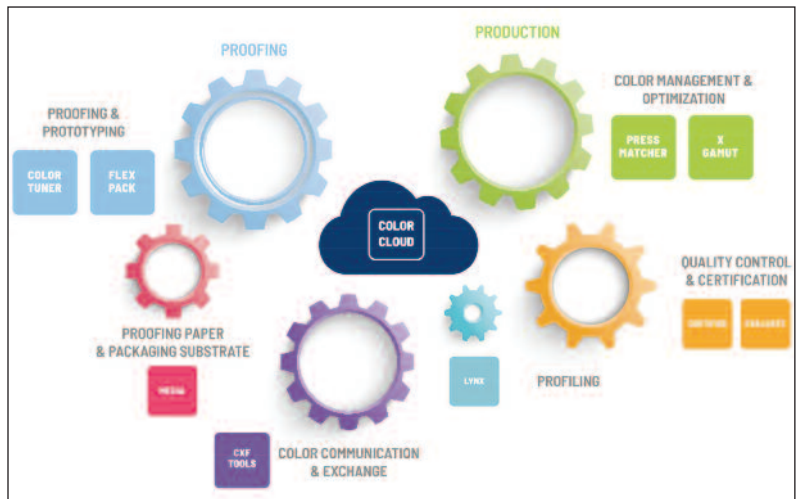 PROOFING
PRODUCTION
PROOFING &
PROTOTYPING
COLOR
TUNER
FLEX
PACK
COLOR MANAGEMENT &
OPTIMIZATION
PRESS
MATCHER
X
GAMUT
COLOR
CLOUD
QUALITY CONTROL
& CERTIFICATION
PROOFING PAPER
& PACKAGING SUBSTRATE
MEDIA
LYNX
PROFILING
CXF
TOOLS
COLOR COMMUNICATION
& EXCHANGE